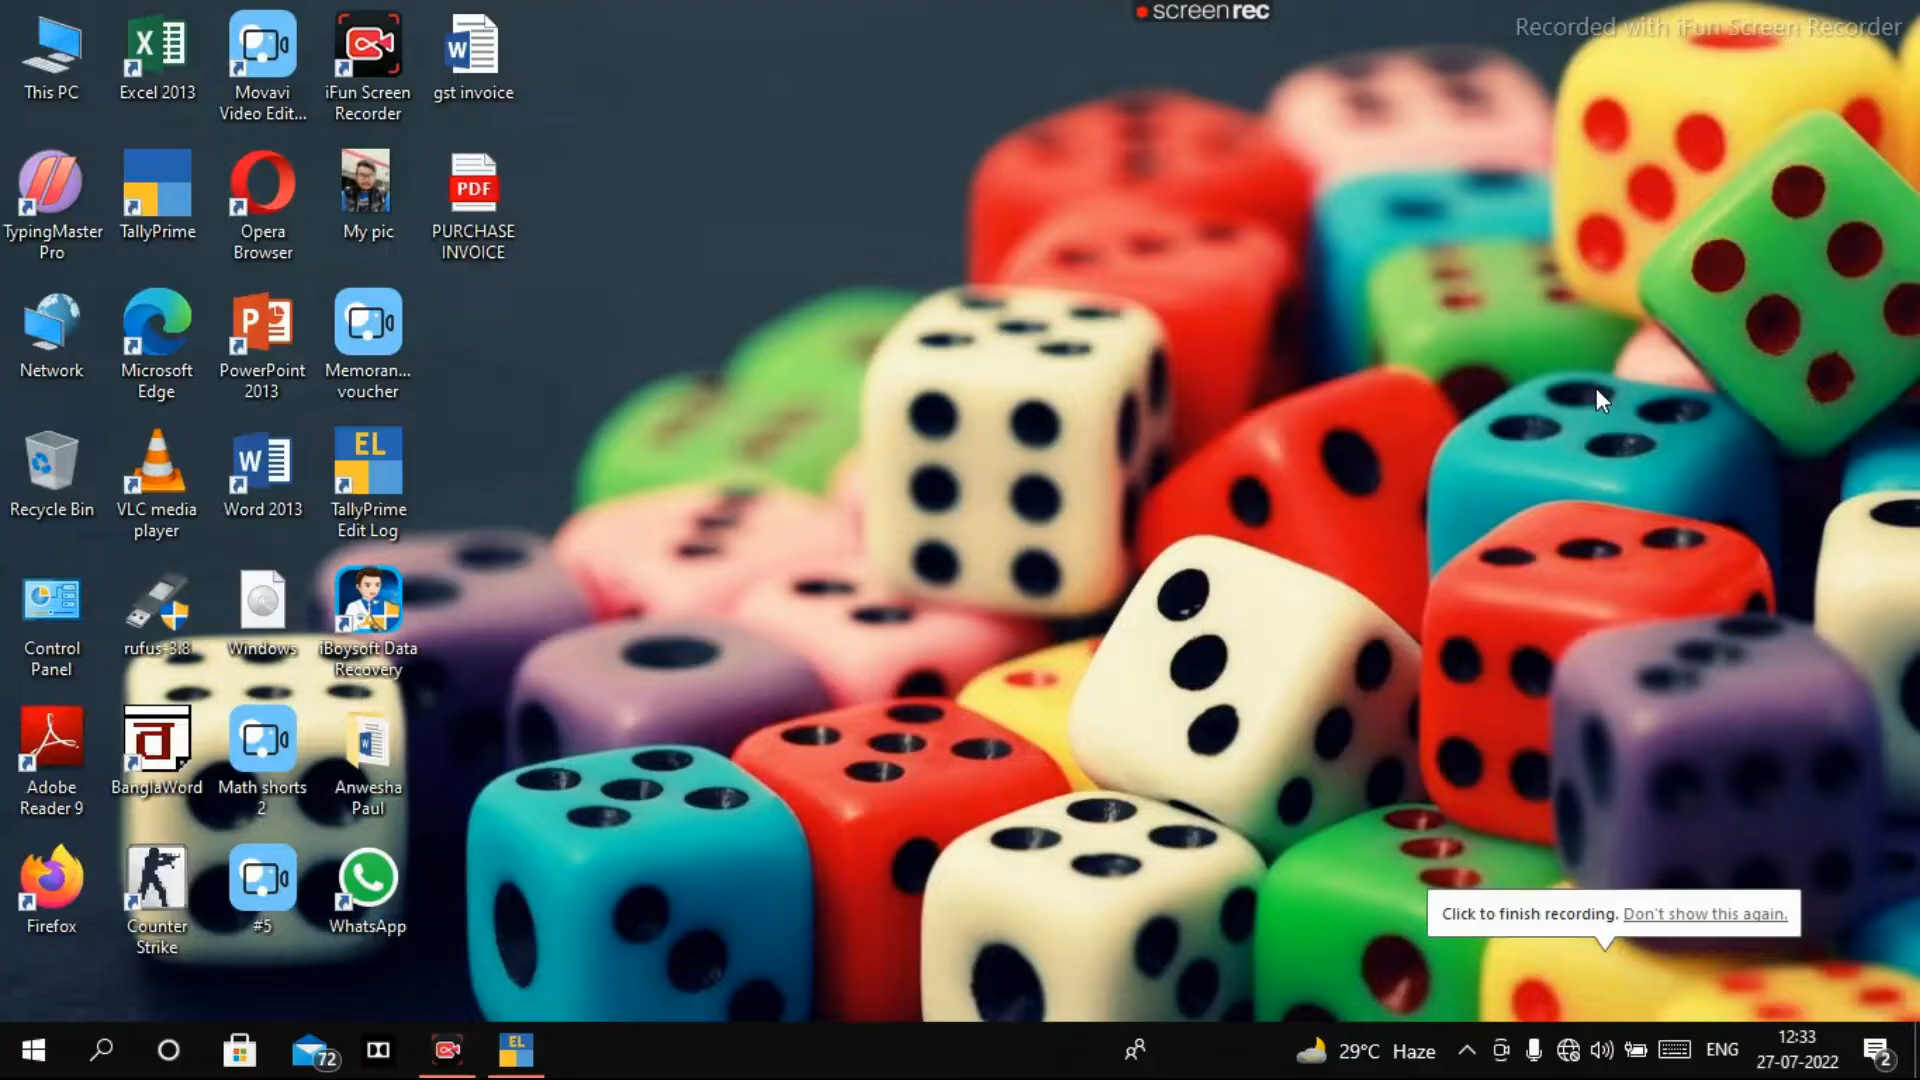 screenrec
Recorded with iFun Screen Recorder
This PC
Excel 2013
Movavi
Video Edit...
iFun Screen
Recorder
gst invoice
TypingMaster
Pro
TallyPrime
Opera
Browser
My pic
PDF
PURCHASE
INVOICE
Network
Microsoft
Edge
PowerPoint
2013
Memoran...
voucher
Recycle Bin
VLC media
player
Word 2013
EL
TallyPrime
Edit Log
Control
Panel
rufus-3.8
Windows
iBoysoft Data
Recovery
Adobe
Reader 9
BanglaWord
Math shorts
2
Anwesha
Paul
Firefox
Counter
Strike
#5
WhatsApp
Click to finish recording. Don't show this again.
72
EL
29°C Haze
ENG
12:33
27-07-2022
2